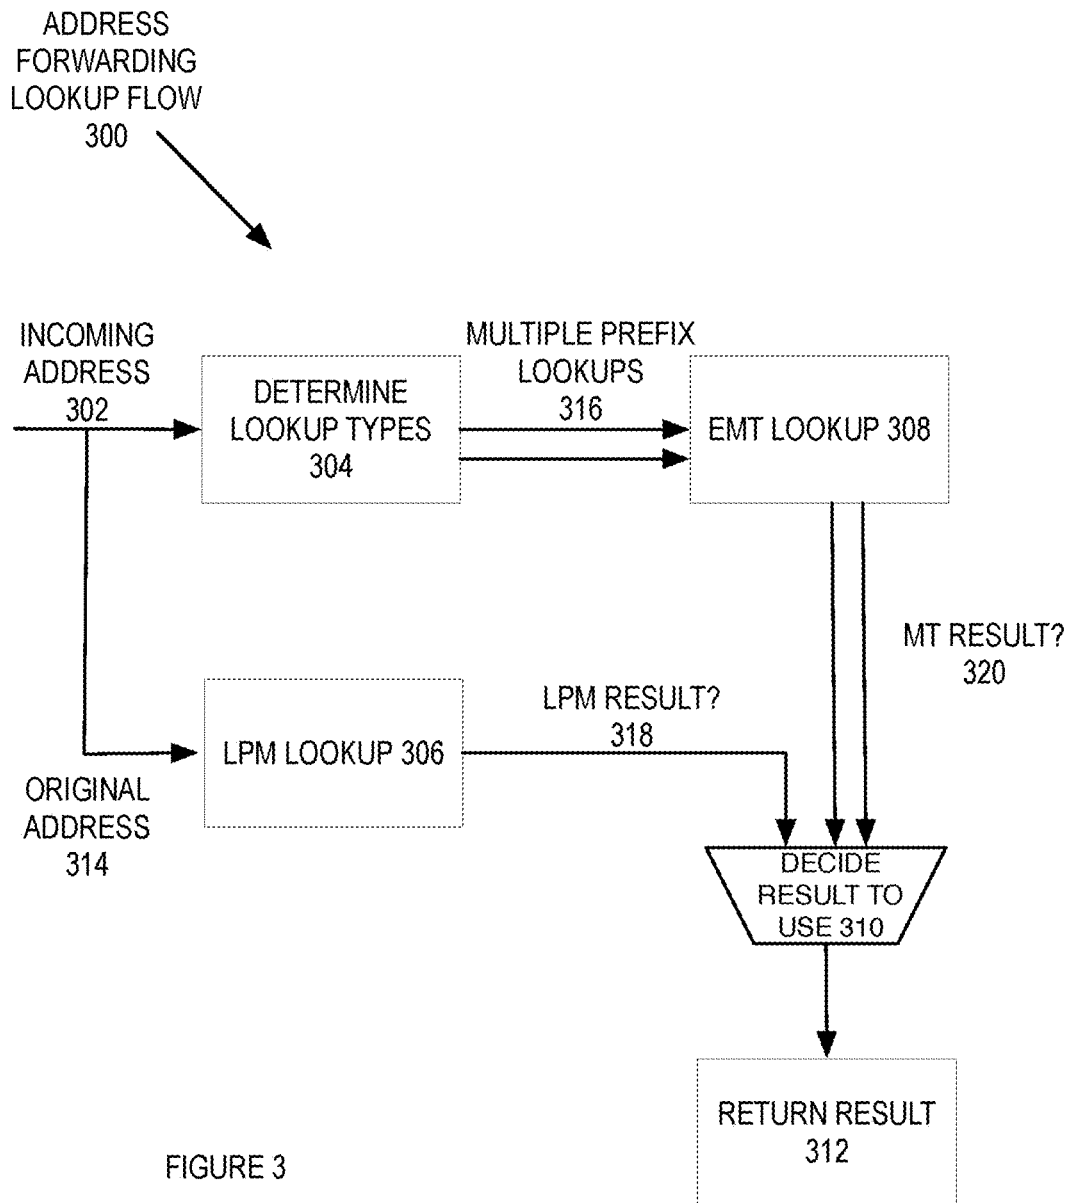 ADDRESS
FORWARDING
LOOKUP FLOW
300
INCOMING
ADDRESS
302
DETERMINE
LOOKUP TYPES
304
MULTIPLE PREFIX
LOOKUPS
316
EMT LOOKUP 308
MT RESULT?
320
ORIGINAL
ADDRESS
314
LPM LOOKUP 306
LPM RESULT?
318
DECIDE
RESULT TO
USE 310
RETURN RESULT
312
FIGURE 3